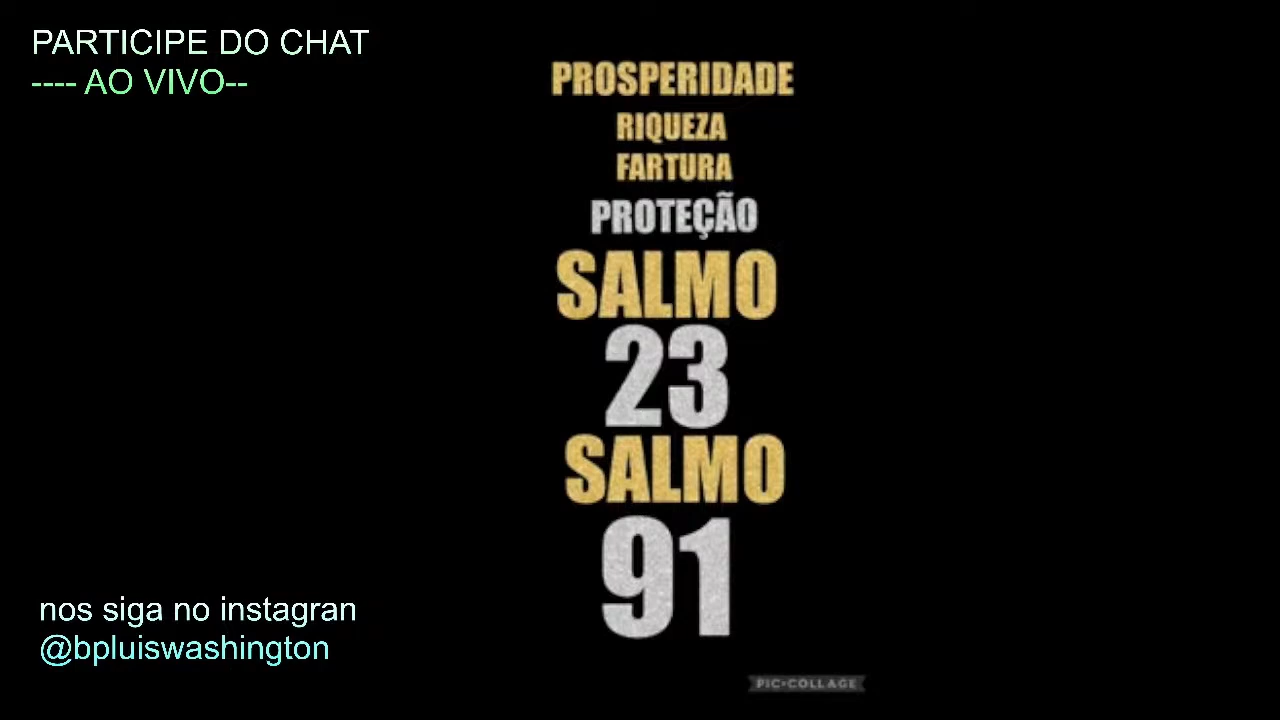 PARTICIPE DO CHAT
---- AO VIVO--
PROSPERIDADE
RIQUEZA
FARTURA
PROTEÇÃO
SALMO
23
SALMO
91
nos siga no instagran
@bpluiswashington
PIC•COLLAGE